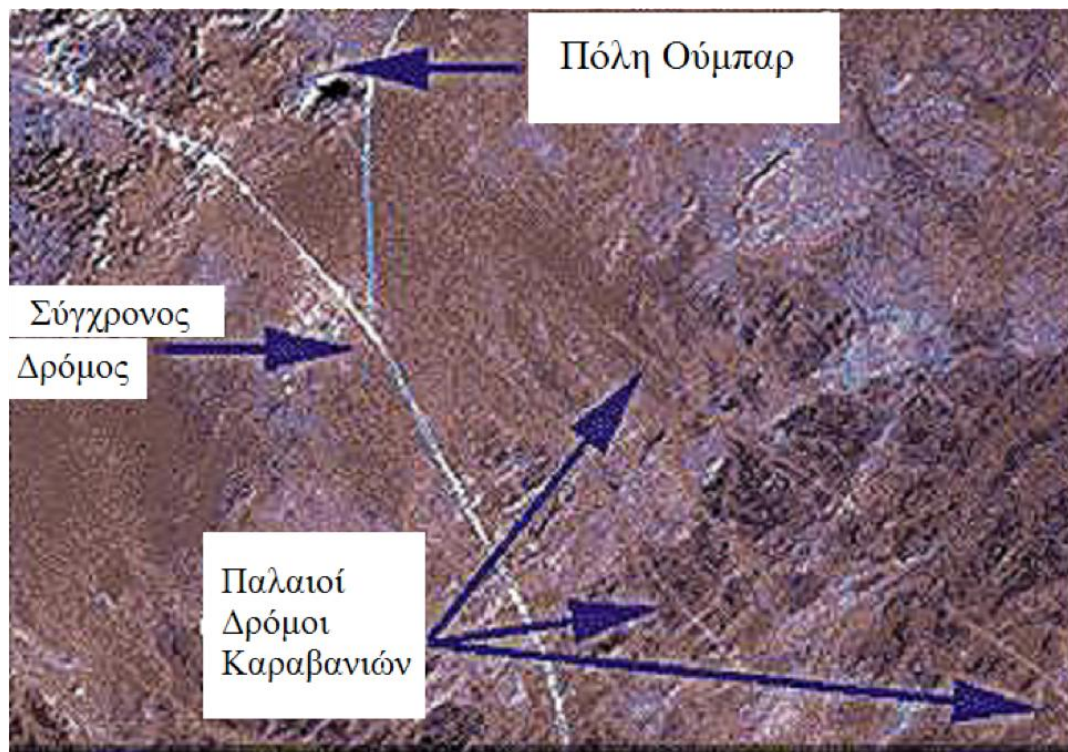 Πόλη Ούμπαρ
Σύγχρονος
Δρόμος
Παλαιοί
Δρόμοι
Καραβανιών